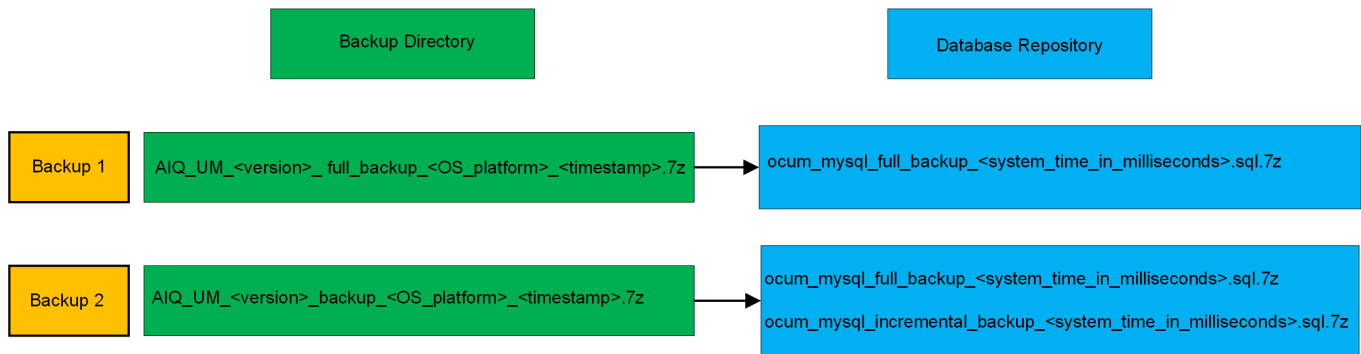 Backup Directory
Database Repository
Backup 1
AIQ_UM_<version>_ full_backup_<OS_platform>_<timestamp>.7z
ocum_mysql_full_backup_<system_time_in_milliseconds>.sql.7z
Backup 2
AIQ_UM_<version>_backup_<OS_platform>_<timestamp>.7z
ocum_mysql_full_backup_<system_time_in_milliseconds>.sql.7z
ocum_mysql_incremental_backup_<system_time_in_milliseconds>.sql.7z